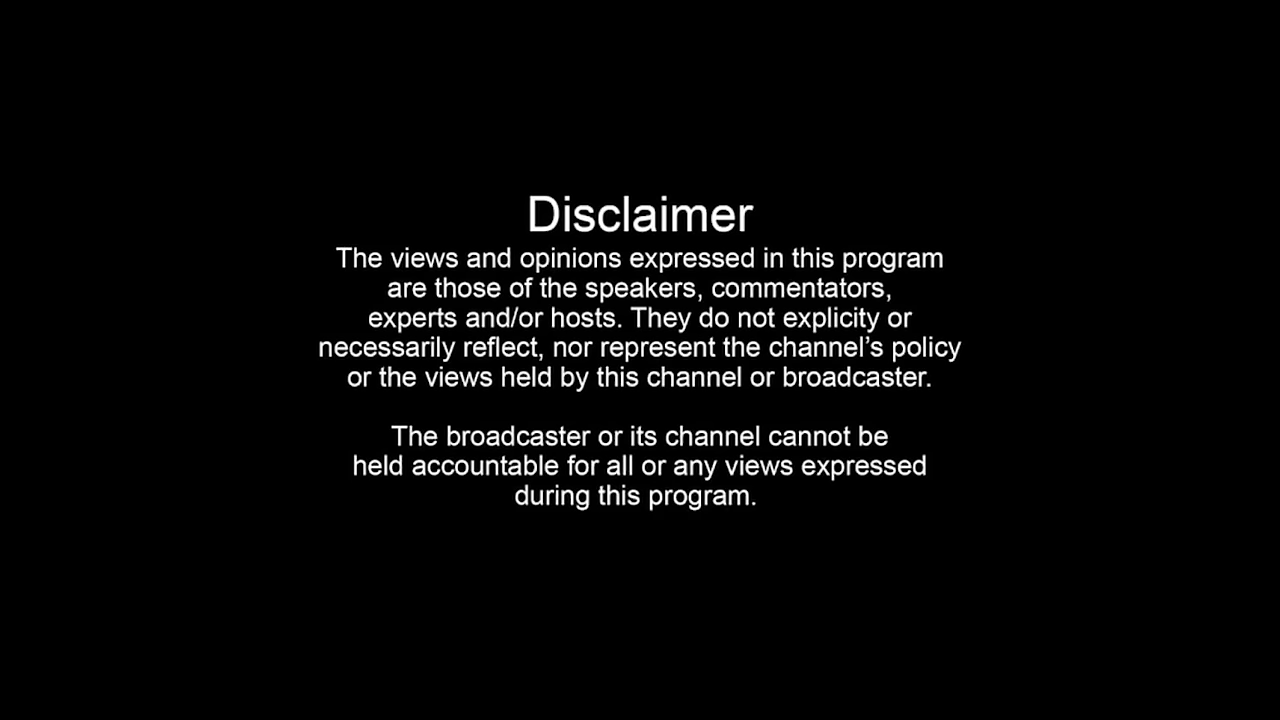 Disclaimer
The views and opinions expressed in this program
are those of the speakers, commentators,
experts and/or hosts. They do not explicity or
necessarily reflect, nor represent the channel’s policy
or the views held by this channel or broadcaster.
The broadcaster or its channel cannot be
held accountable for all or any views expressed
during this program.